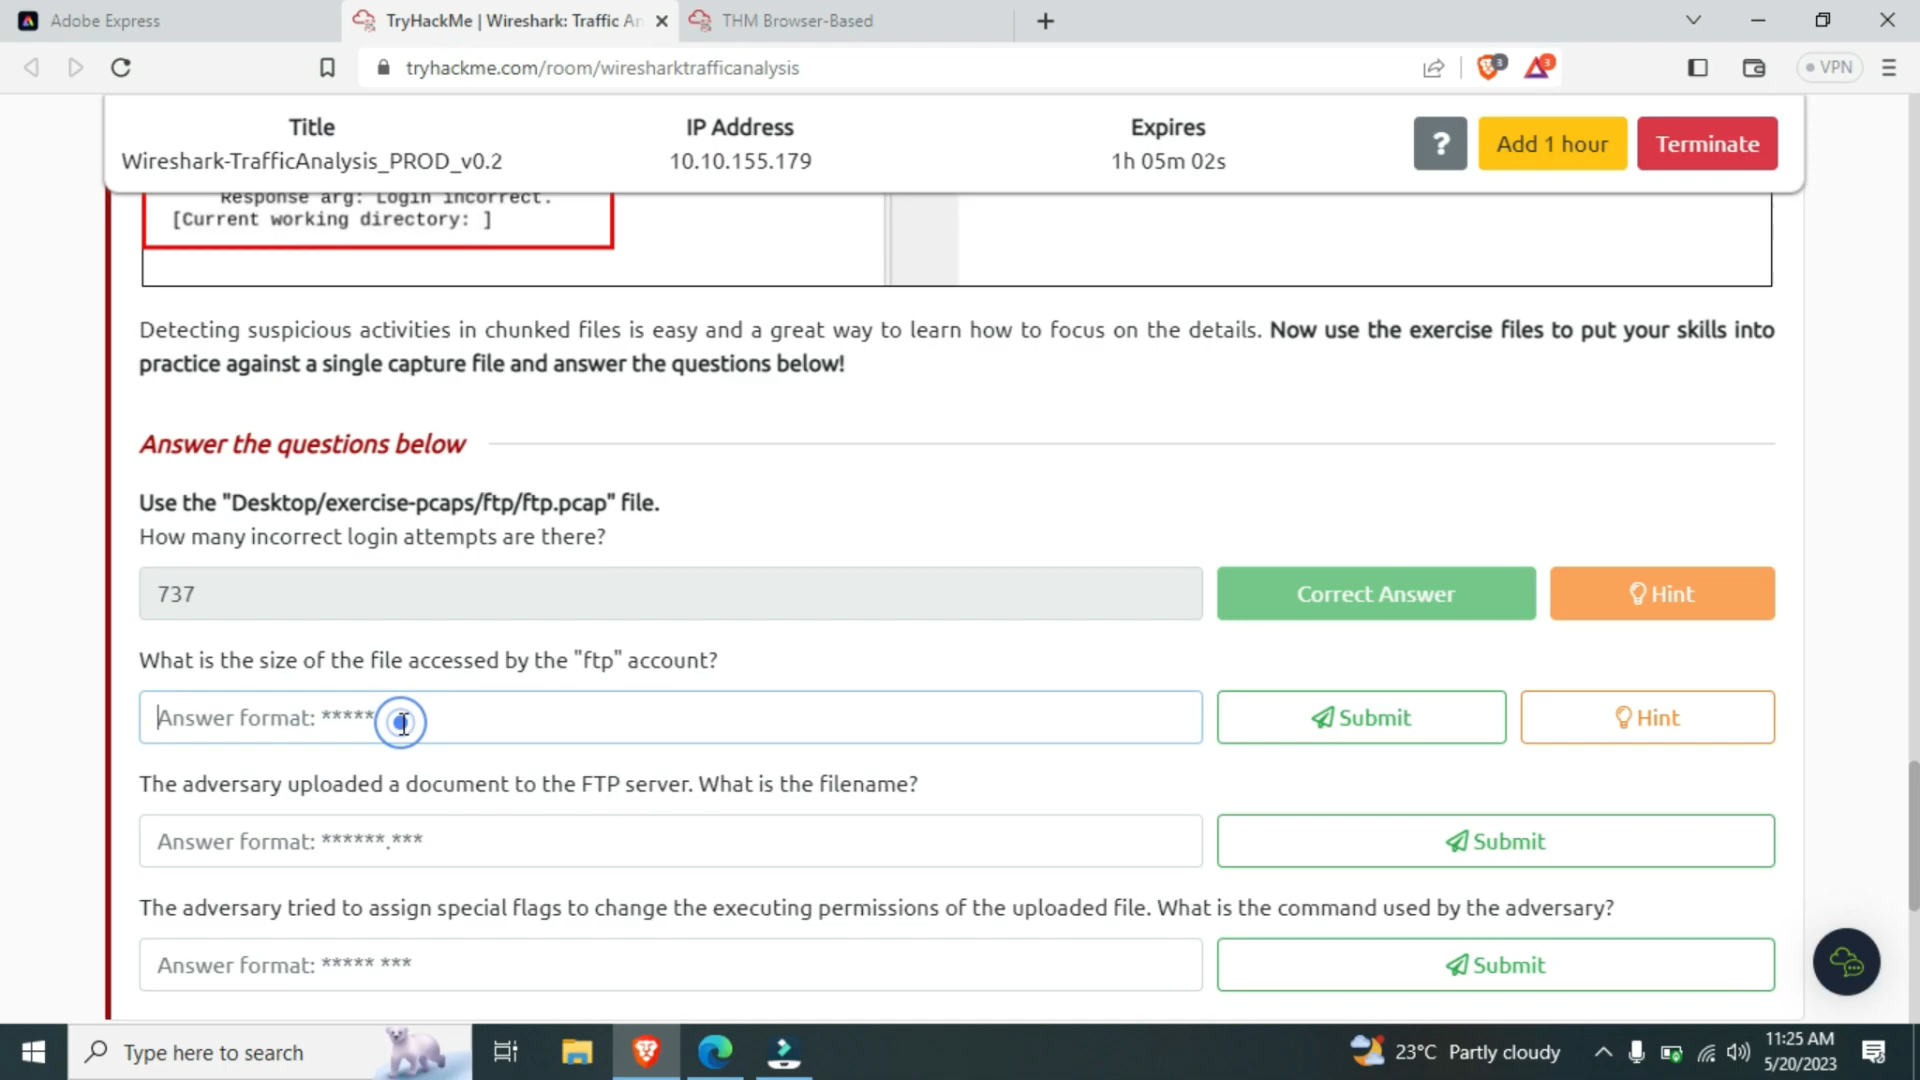 Adobe Express
TryHackMe | Wireshark: Traffic An
THM Browser-Based
tryhackme.com/room/wiresharktrafficanalysis
3
3
VPN
Title
IP Address
Expires
Wireshark-TrafficAnalysis_PROD_v0.2
10.10.155.179
1h 05m 02s
?
Add 1 hour
Terminate
Response arg: Login incorrect.
[Current working directory: ]
Detecting suspicious activities in chunked files is easy and a great way to learn how to focus on the details. Now use the exercise files to put your skills into
practice against a single capture file and answer the questions below!
Answer the questions below
Use the "Desktop/exercise-pcaps/ftp/ftp.pcap" file.
How many incorrect login attempts are there?
737
Correct Answer
Hint
What is the size of the file accessed by the "ftp" account?
Answer format: *****
Submit
Hint
The adversary uploaded a document to the FTP server. What is the filename?
Answer format: ******.***
Submit
The adversary tried to assign special flags to change the executing permissions of the uploaded file. What is the command used by the adversary?
Answer format: ***** ***
Submit
Type here to search
23°C Partly cloudy
11:25 AM
5/20/2023